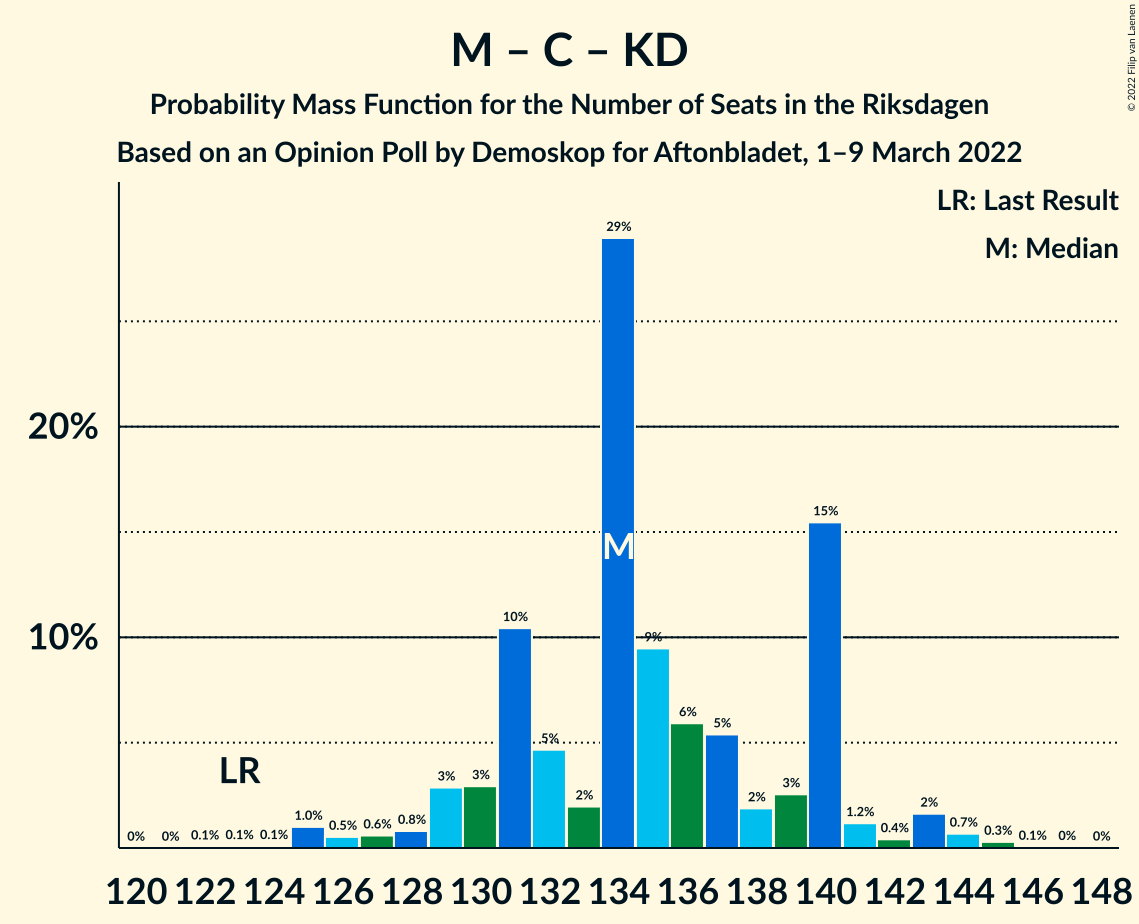 M – C – KD
Probability Mass Function for the Number of Seats in the Riksdagen
Based on an Opinion Poll by Demoskop for Aftonbladet, 1–9 March 2022
© 2022 Filip van Laenen
LR: Last Result
M: Median
20%
10%
LR
M
0% 0% 0.1% 0.1% 0.1% 1.0% 0.5% 0.6% 0.8% 3% 3% 10% 5% 2% 29% 9% 6% 5% 2% 3% 15% 1.2% 0.4% 2% 0.7% 0.3% 0.1% 0% 0%
120 122 124 126 128 130 132 134 136 138 140 142 144 146 148